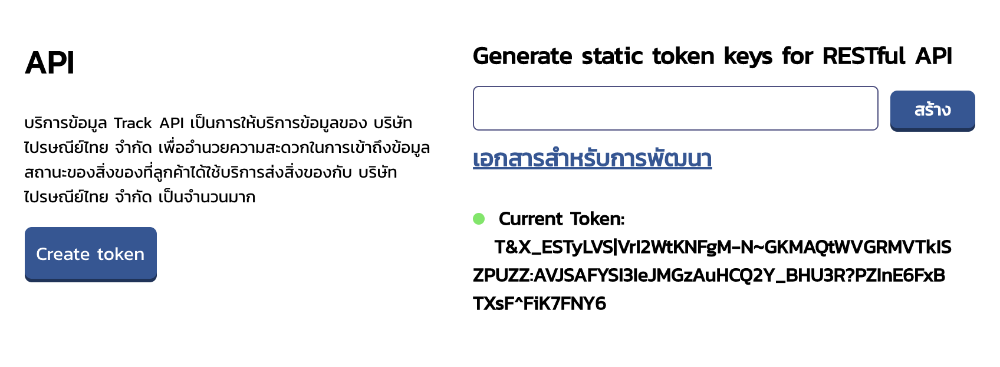 API
บริการข้อมูล Track API เป็นการให้บริการข้อมูลของ บริษัท
ไปรษณีย์ไทย จำกัด เพื่ออำนวยความสะดวกในการเข้าถึงข้อมูล
สถานะของสิ่งของที่ลูกค้าได้ใช้บริการส่งสิ่งของกับ บริษัท
ไปรษณีย์ไทย จำกัด เป็นจำนวนมาก
Create token
Generate static token keys for RESTful API
สร้าง
เอกสารสำหรับการพัฒนา
Current Token:
T&X_ESTyLVS|VrI2WtKNFgM-N~GKMAQtWVGRMVTkIS
ZPUZZ:AVJSAFYSI3IeJMGzAuHCQ2Y_BHU3R?PZInE6FxB
TXsF^FiK7FNY6